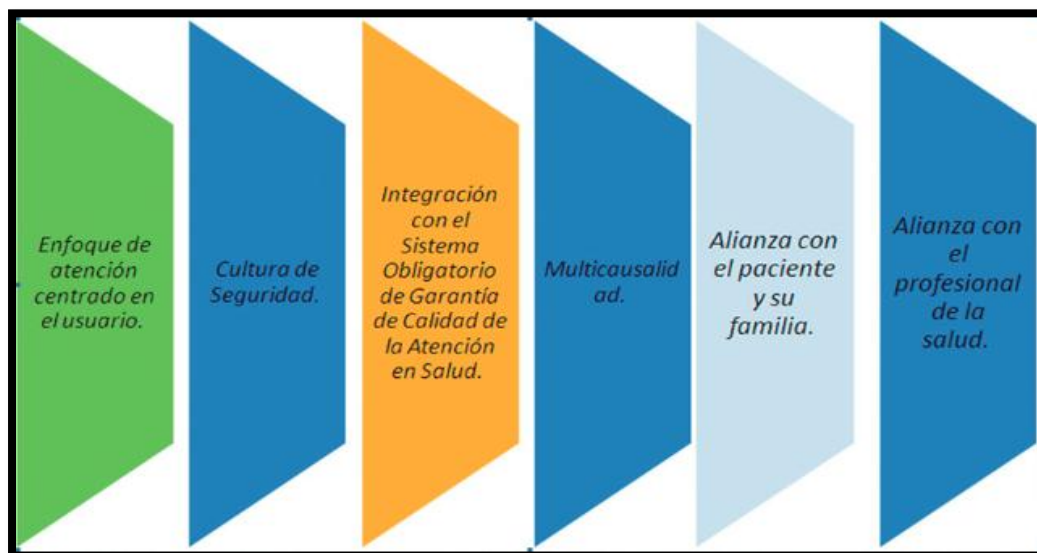 Enfoque de
atención
centrado en
el usuario.
Cultura de
Seguridad.
Integración
con el
Sistema
Obligatorio
de Garantía
de Calidad de
la Atención
en Salud.
Multicausalid
ad.
Alianza con
el paciente
y su
familia.
Alianza con
el
profesional
de la
salud.